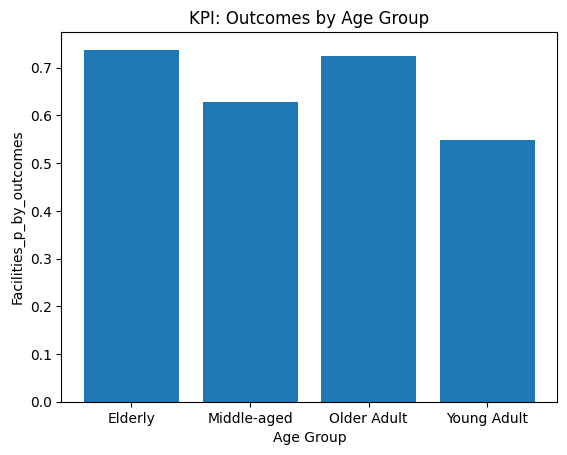 KPI: Outcomes by Age Group
Facilities_p_by_outcomes
0.7
0.6
0.5
0.4
0.3
0.2
0.1
0.0
Elderly Middle-aged Older Adult Young Adult
Age Group